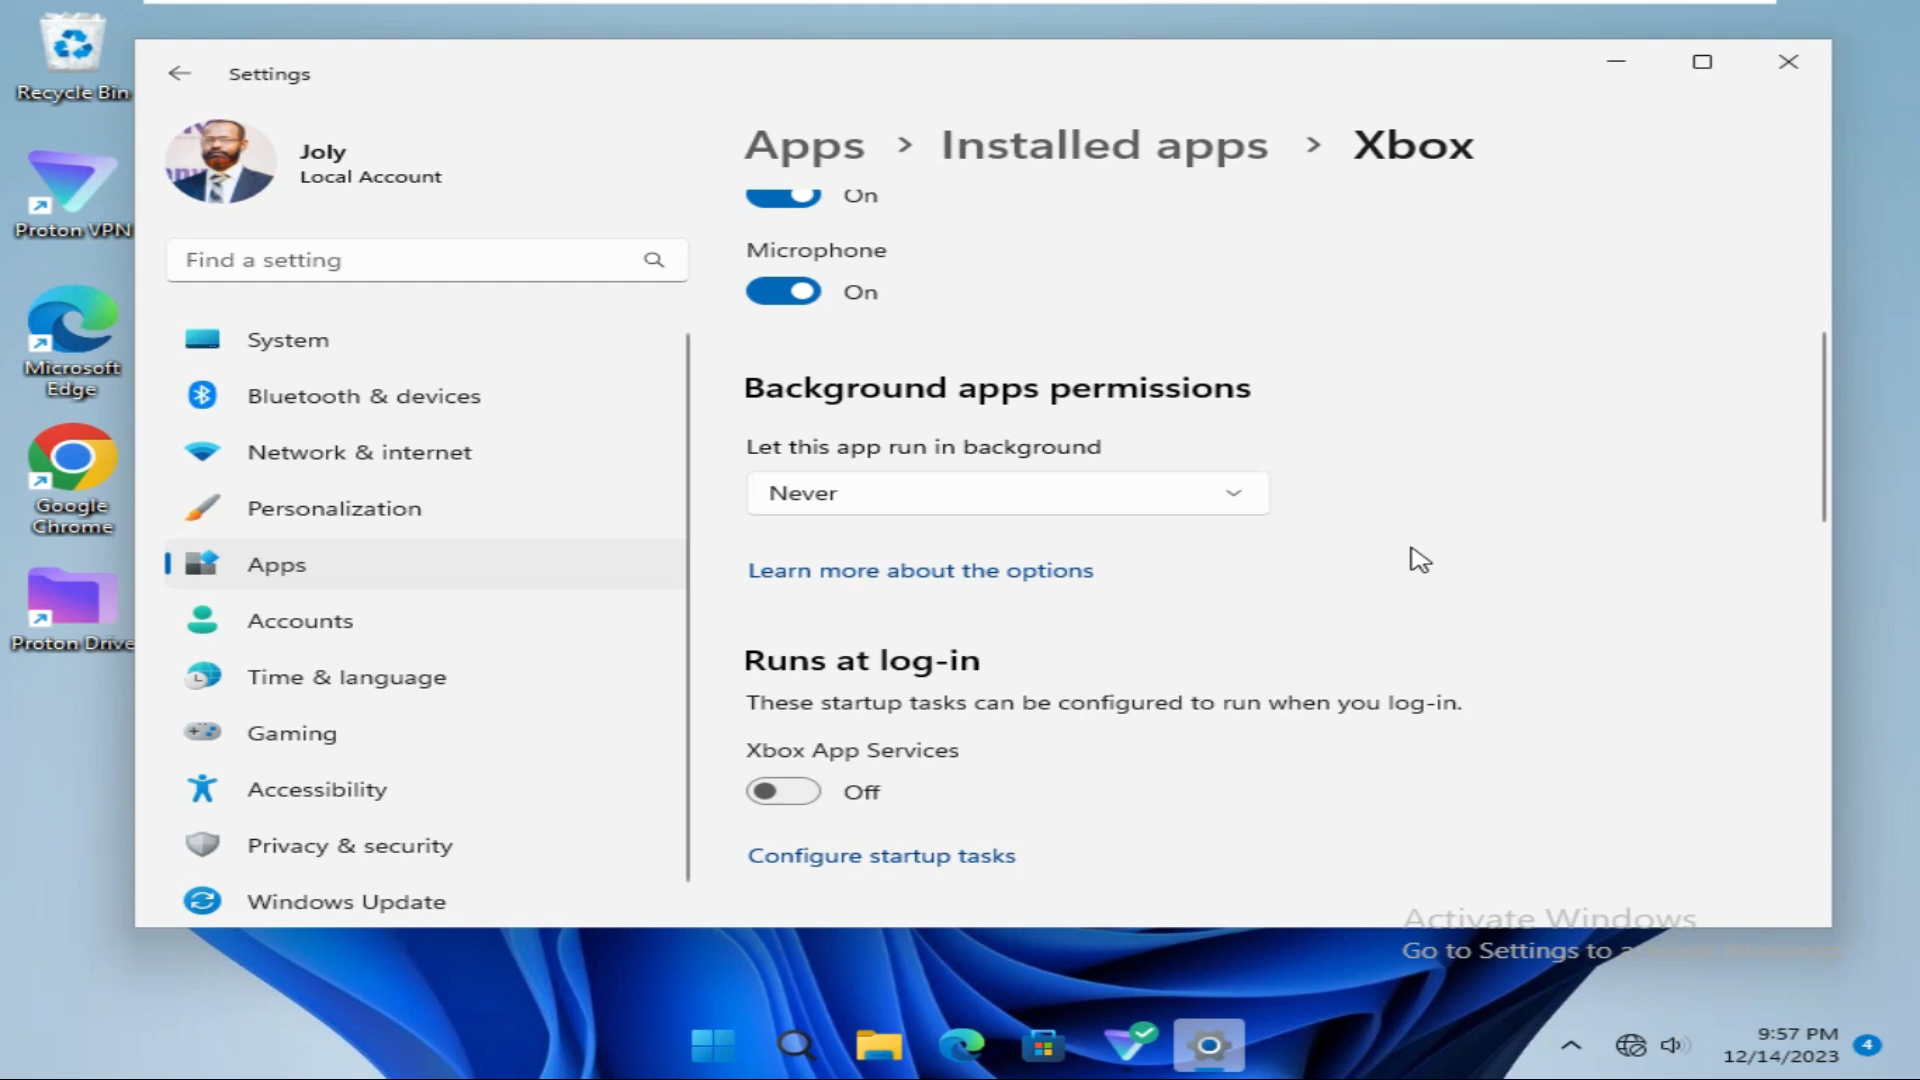 Recycle Bin
Proton VPN
Microsoft
Edge
Google
Chrome
Proton Drive
Settings
Joly
Local Account
Find a setting
System
Bluetooth & devices
Network & internet
Personalization
Apps
Accounts
Time & language
Gaming
Accessibility
Privacy & security
Windows Update
Apps > Installed apps > Xbox
On
Microphone
On
Background apps permissions
Let this app run in background
Never
Learn more about the options
Runs at log-in
These startup tasks can be configured to run when you log-in.
Xbox App Services
Off
Configure startup tasks
Activate Windows
Go to Settings to
9:57 PM
12/14/2023
4